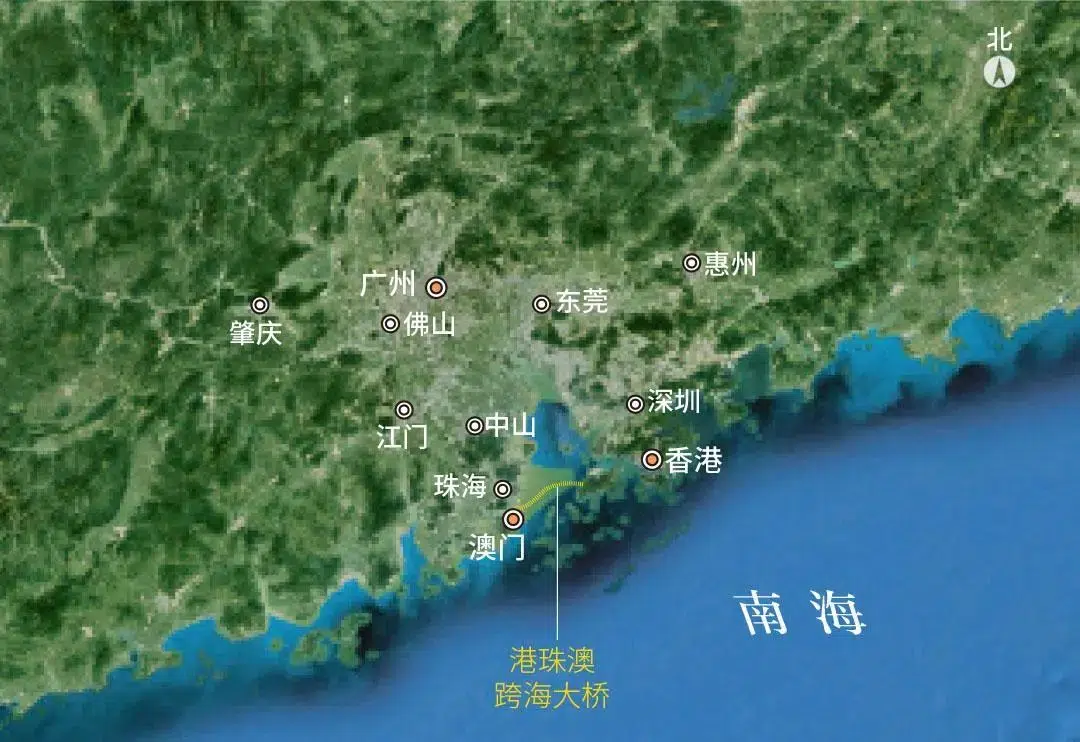 北
惠州
广州
东莞
肇庆
佛山
深圳
江门
中山
香港
珠海
澳门
南海
港珠澳
跨海大桥